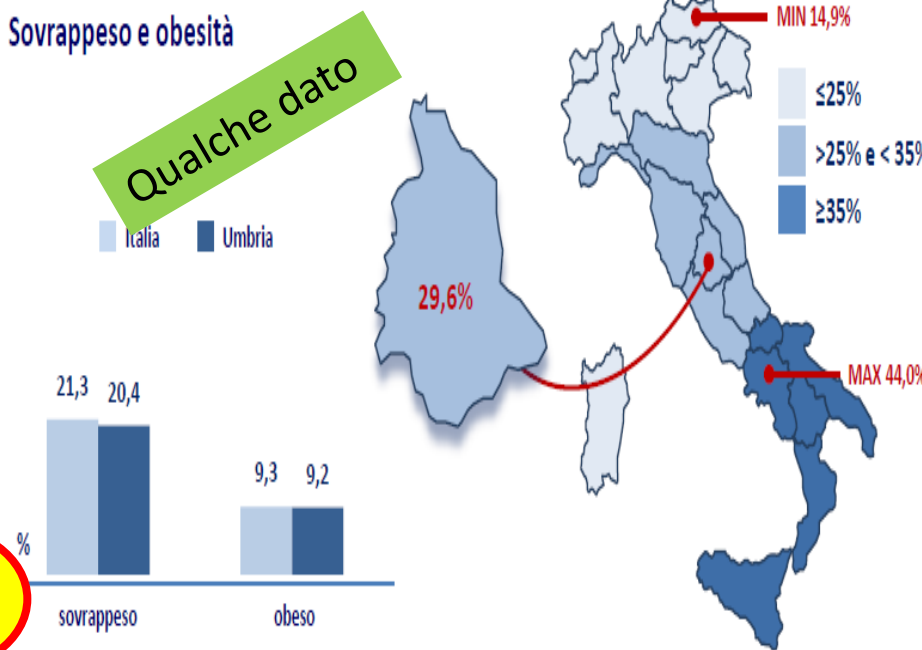 Sovrappeso e obesità
Qualche dato
Italia
Umbria
21,3
20,4
9,3
9,2
%
sovrappeso
obeso
29,6%
MIN 14,9%
≤25%
>25% e < 35%
≥35%
MAX 44,0%